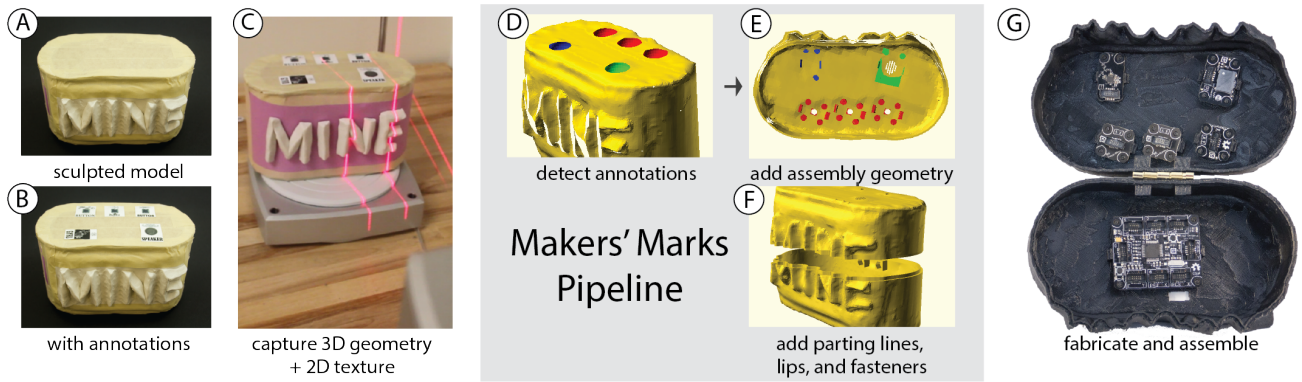 A
sculpted model
B
SPEAKER
with annotations
C
MINE
capture 3D geometry
+ 2D texture
D
detect annotations
E
add assembly geometry
Makers’ Marks
Pipeline
F
add parting lines,
lips, and fasteners
G
fabricate and assemble